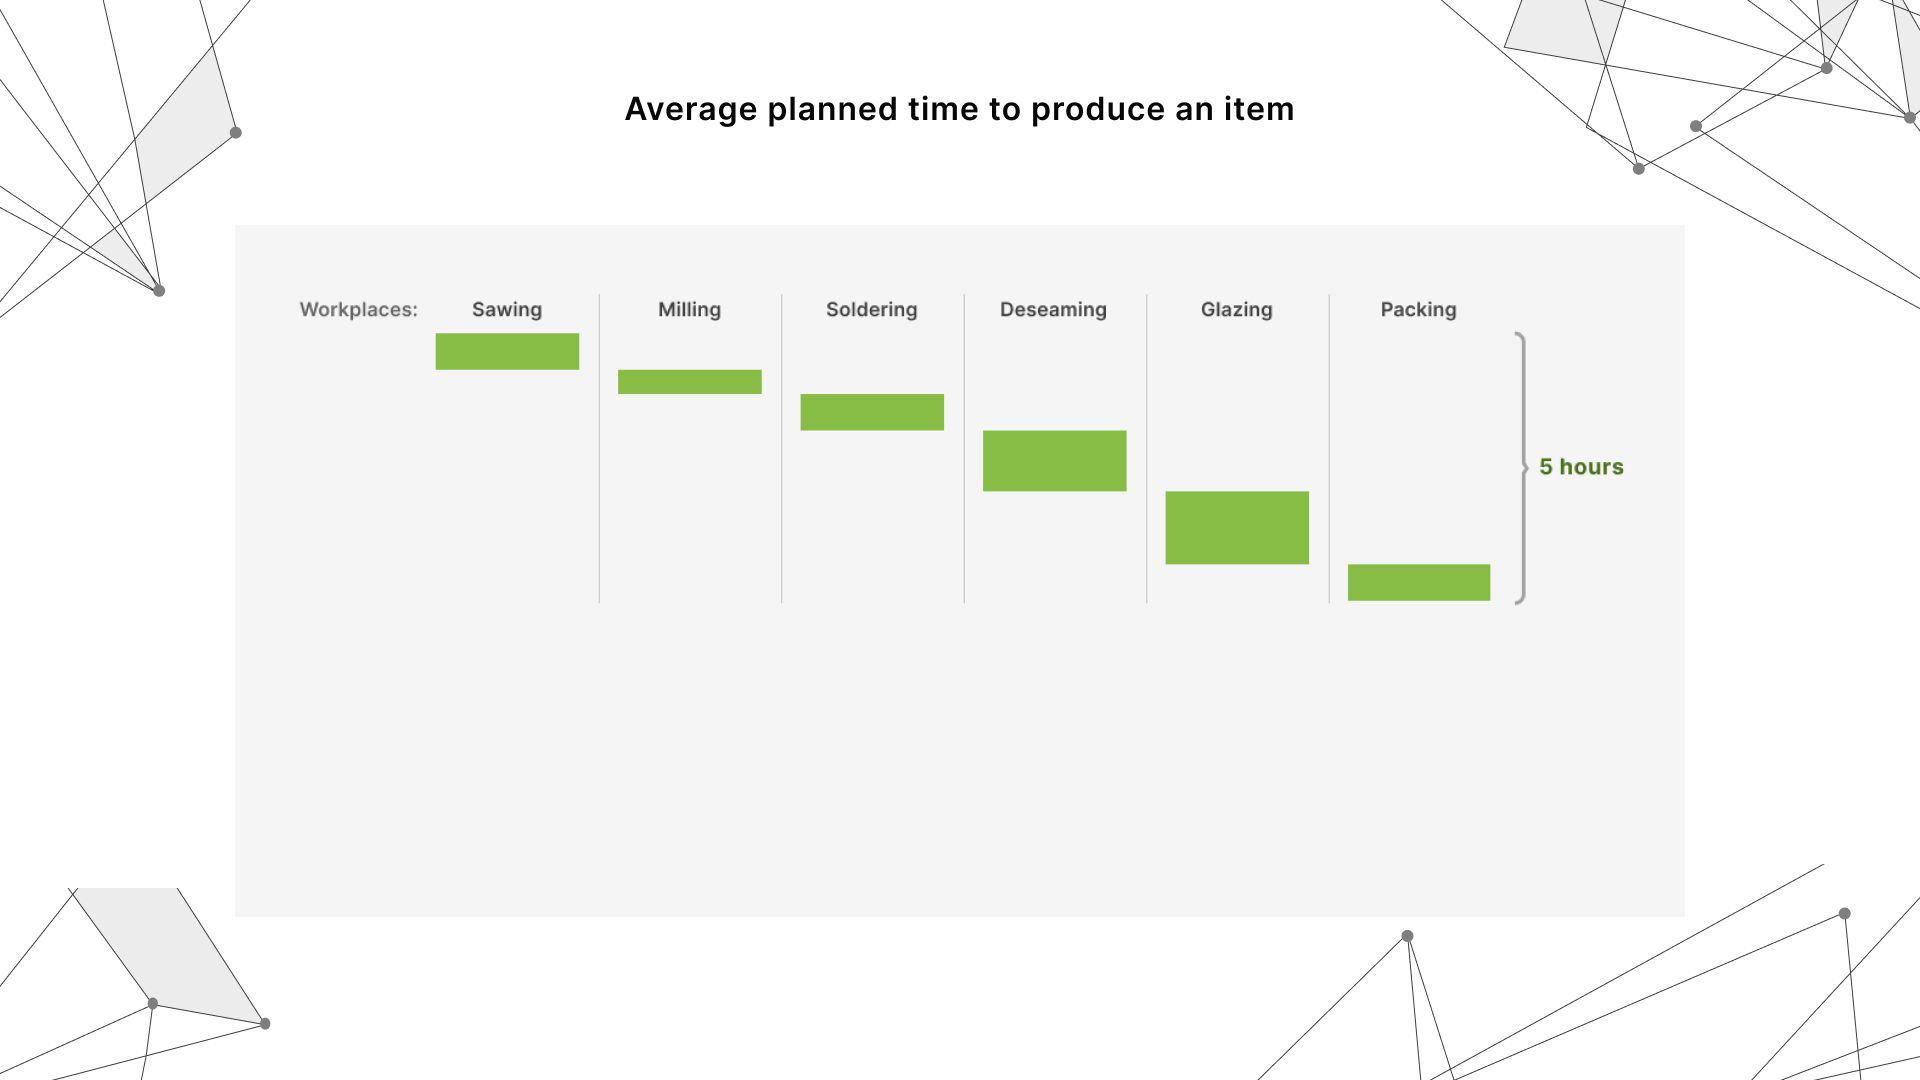 Average planned time to produce an item
Workplaces: Sawing Milling Soldering Deseaming Glazing Packing
5 hours